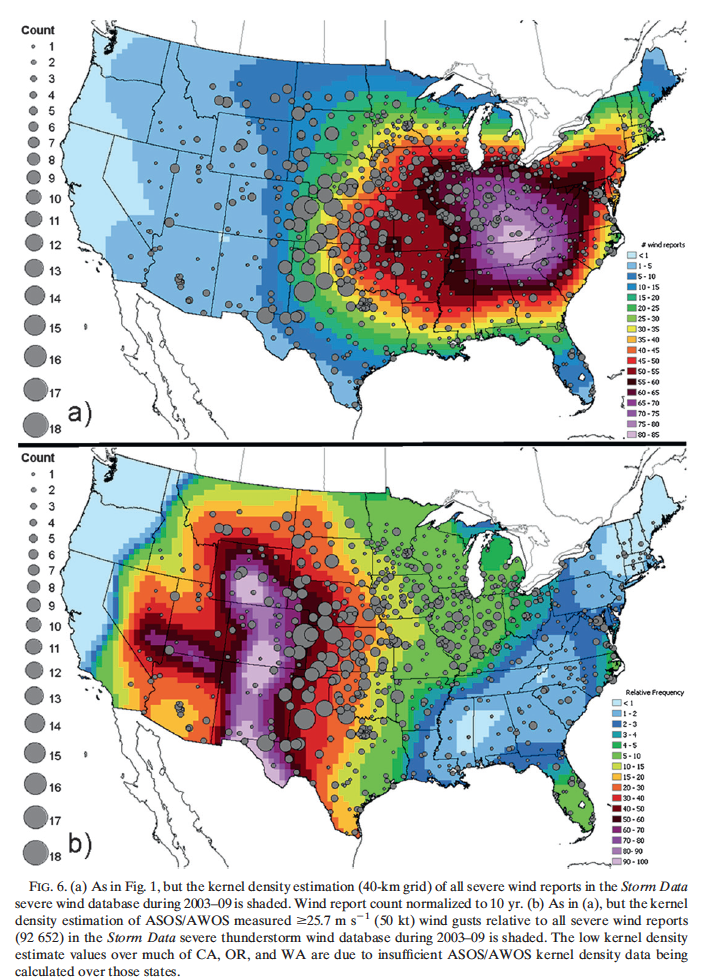 Count
1
2
3
4
5
6
7
8
9
10
11
12
13
14
15
16
17
18
a)
# wind reports
< 1
1 - 5
5 - 10
10 - 15
15 - 20
20 - 25
25 - 30
30 - 35
35 - 40
40 - 45
45 - 50
50 - 55
55 - 60
60 - 65
65 - 70
70 - 75
75 - 80
80 - 85
Count
1
2
3
4
5
6
7
8
9
10
11
12
13
14
15
16
17
18
b)
Relative Frequency
< 1
1 - 2
2 - 3
3 - 4
4 - 5
5 - 10
10 - 15
15 - 20
20 - 30
30 - 40
40 - 50
50 - 60
60 - 70
70 - 80
80 - 90
90 - 100
FIG. 6. (a) As in Fig. 1, but the kernel density estimation (40-km grid) of all severe wind reports in the Storm Data
severe wind database during 2003–09 is shaded. Wind report count normalized to 10 yr. (b) As in (a), but the kernel
density estimation of ASOS/AWOS measured ≥25.7 m s⁻¹ (50 kt) wind gusts relative to all severe wind reports
(92 652) in the Storm Data severe thunderstorm wind database during 2003–09 is shaded. The low kernel density
estimate values over much of CA, OR, and WA are due to insufficient ASOS/AWOS kernel density data being
calculated over those states.